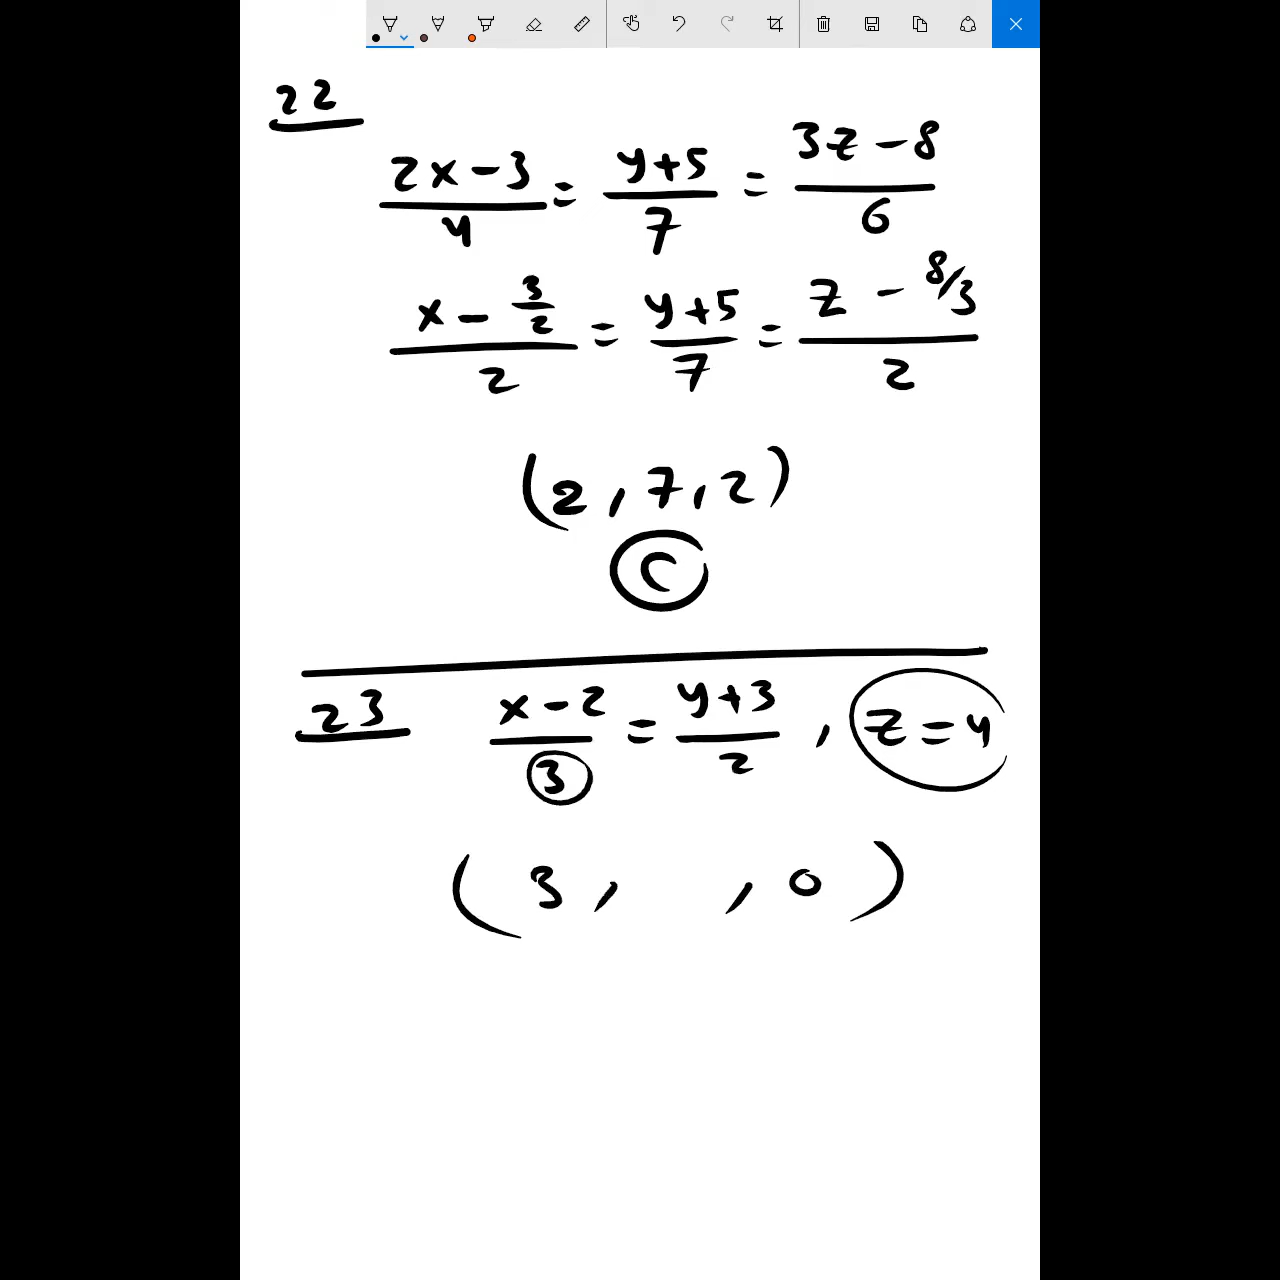 22
(2x-3)/4 = (y+5)/7 = (3z-8)/6
(x-3/2)/2 = (y+5)/7 = (z-8/3)/2
(2, 7, 2)
C
23 (x-2)/3 = (y+3)/2, z=4
(3, , 0)